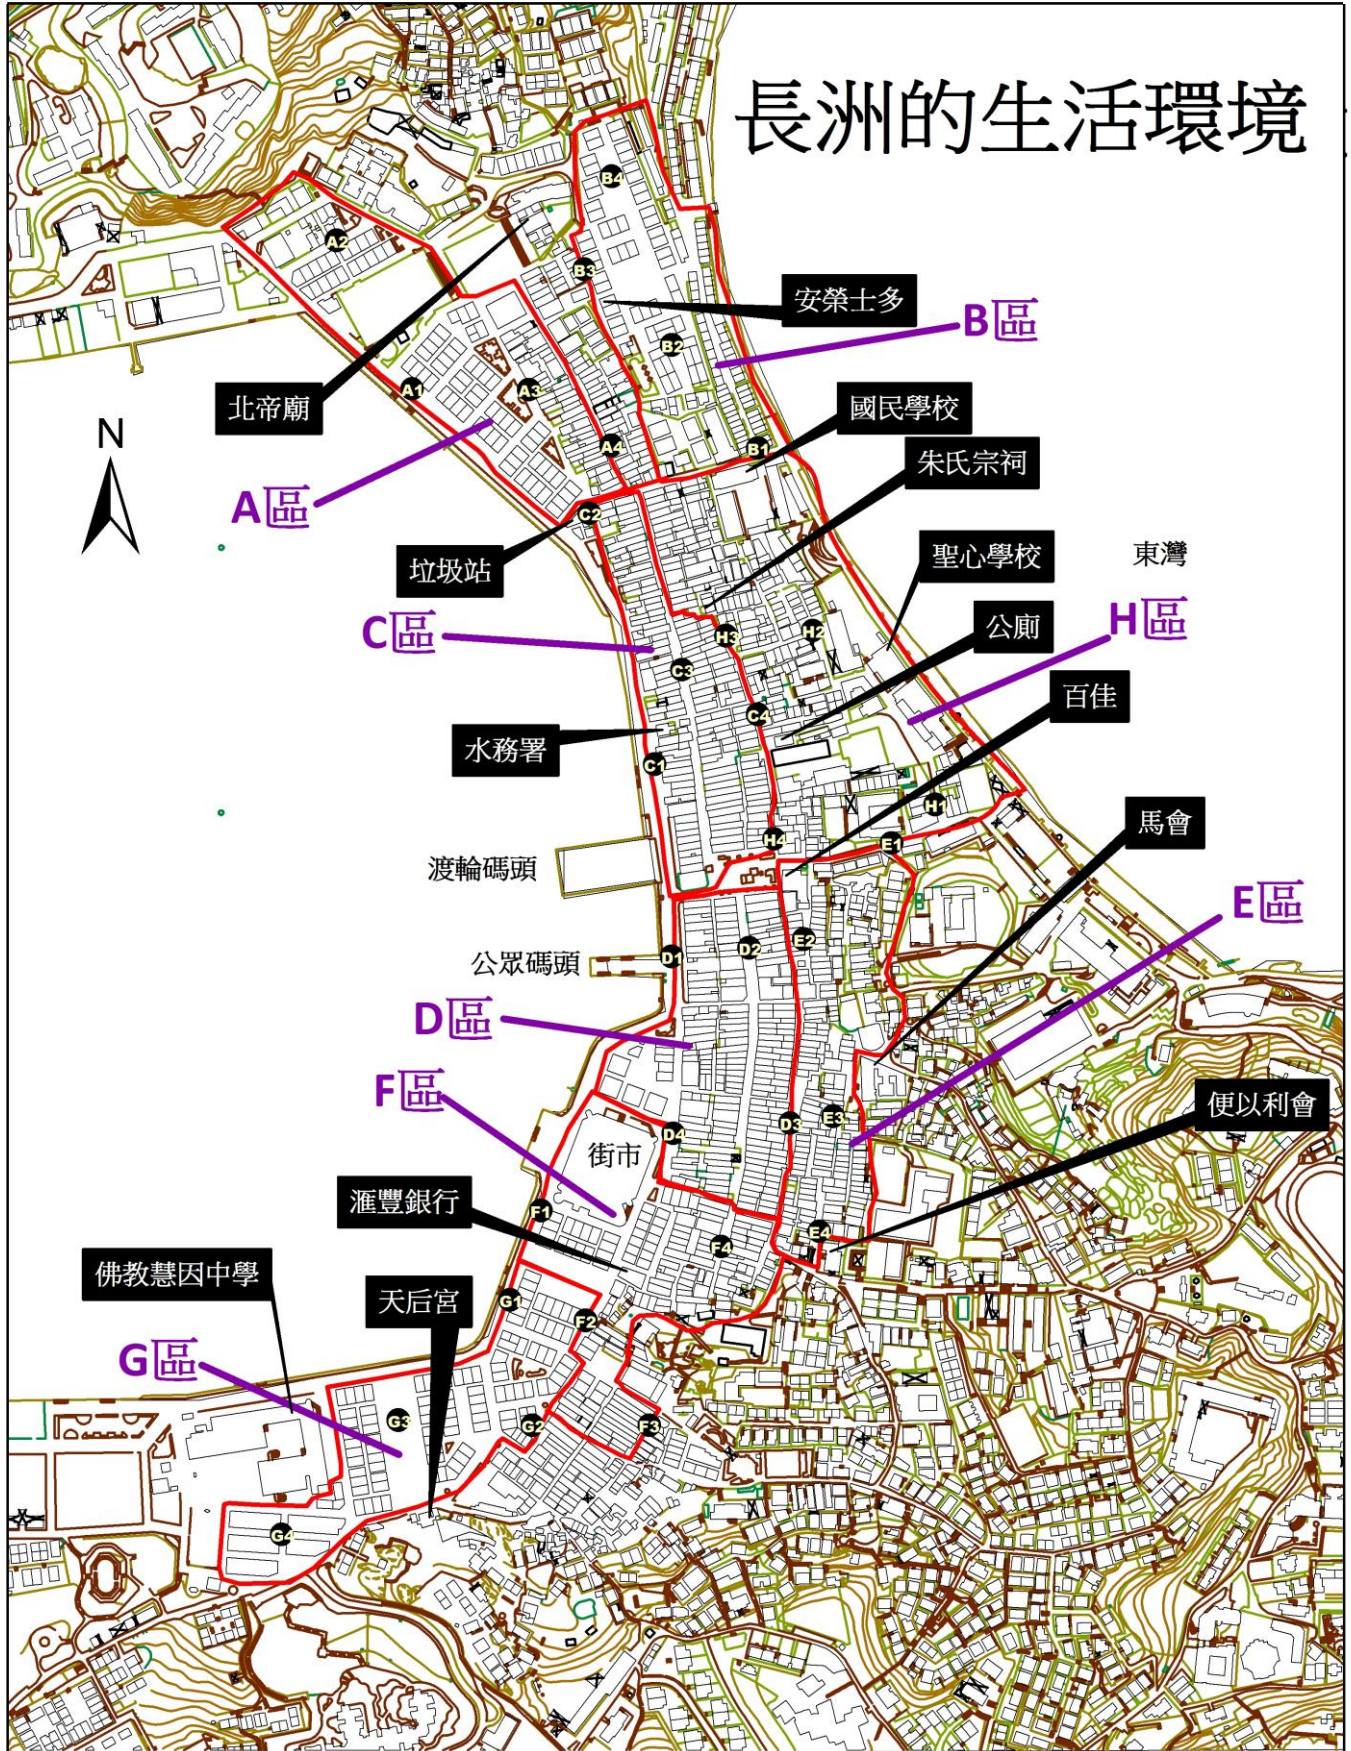 長洲的生活環境
B4
A2
B3
安榮士多
B區
B2
A1
A3
北帝廟
國民學校
N
A4
B1
朱氏宗祠
A區
C2
垃圾站
聖心學校
東灣
C區
H3
H2
公廁
H區
C3
百佳
C4
水務署
C1
H1
馬會
H4
E1
渡輪碼頭
E區
D2
E2
公眾碼頭
D1
D區
F區
便以利會
E3
D3
D4
街市
滙豐銀行
F1
E4
F4
佛教慧因中學
天后宮
G1
F2
G區
G3
G2
F3
G4